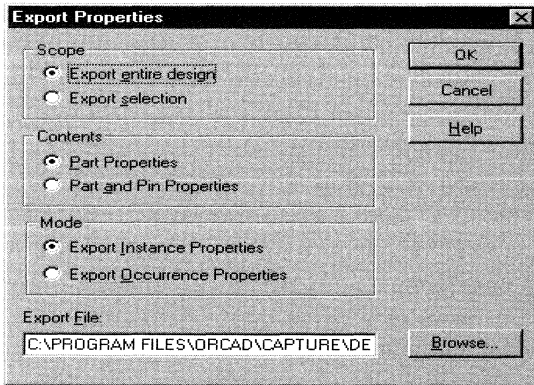 Export Properties
Scope
Export entire design
Export selection
OK
Cancel
Help
Contents
Part Properties
Part and Pin Properties
Mode
Export Instance Properties
Export Occurrence Properties
Export File:
C:\PROGRAM FILES\ORCAD\CAPTURE\DE
Browse...